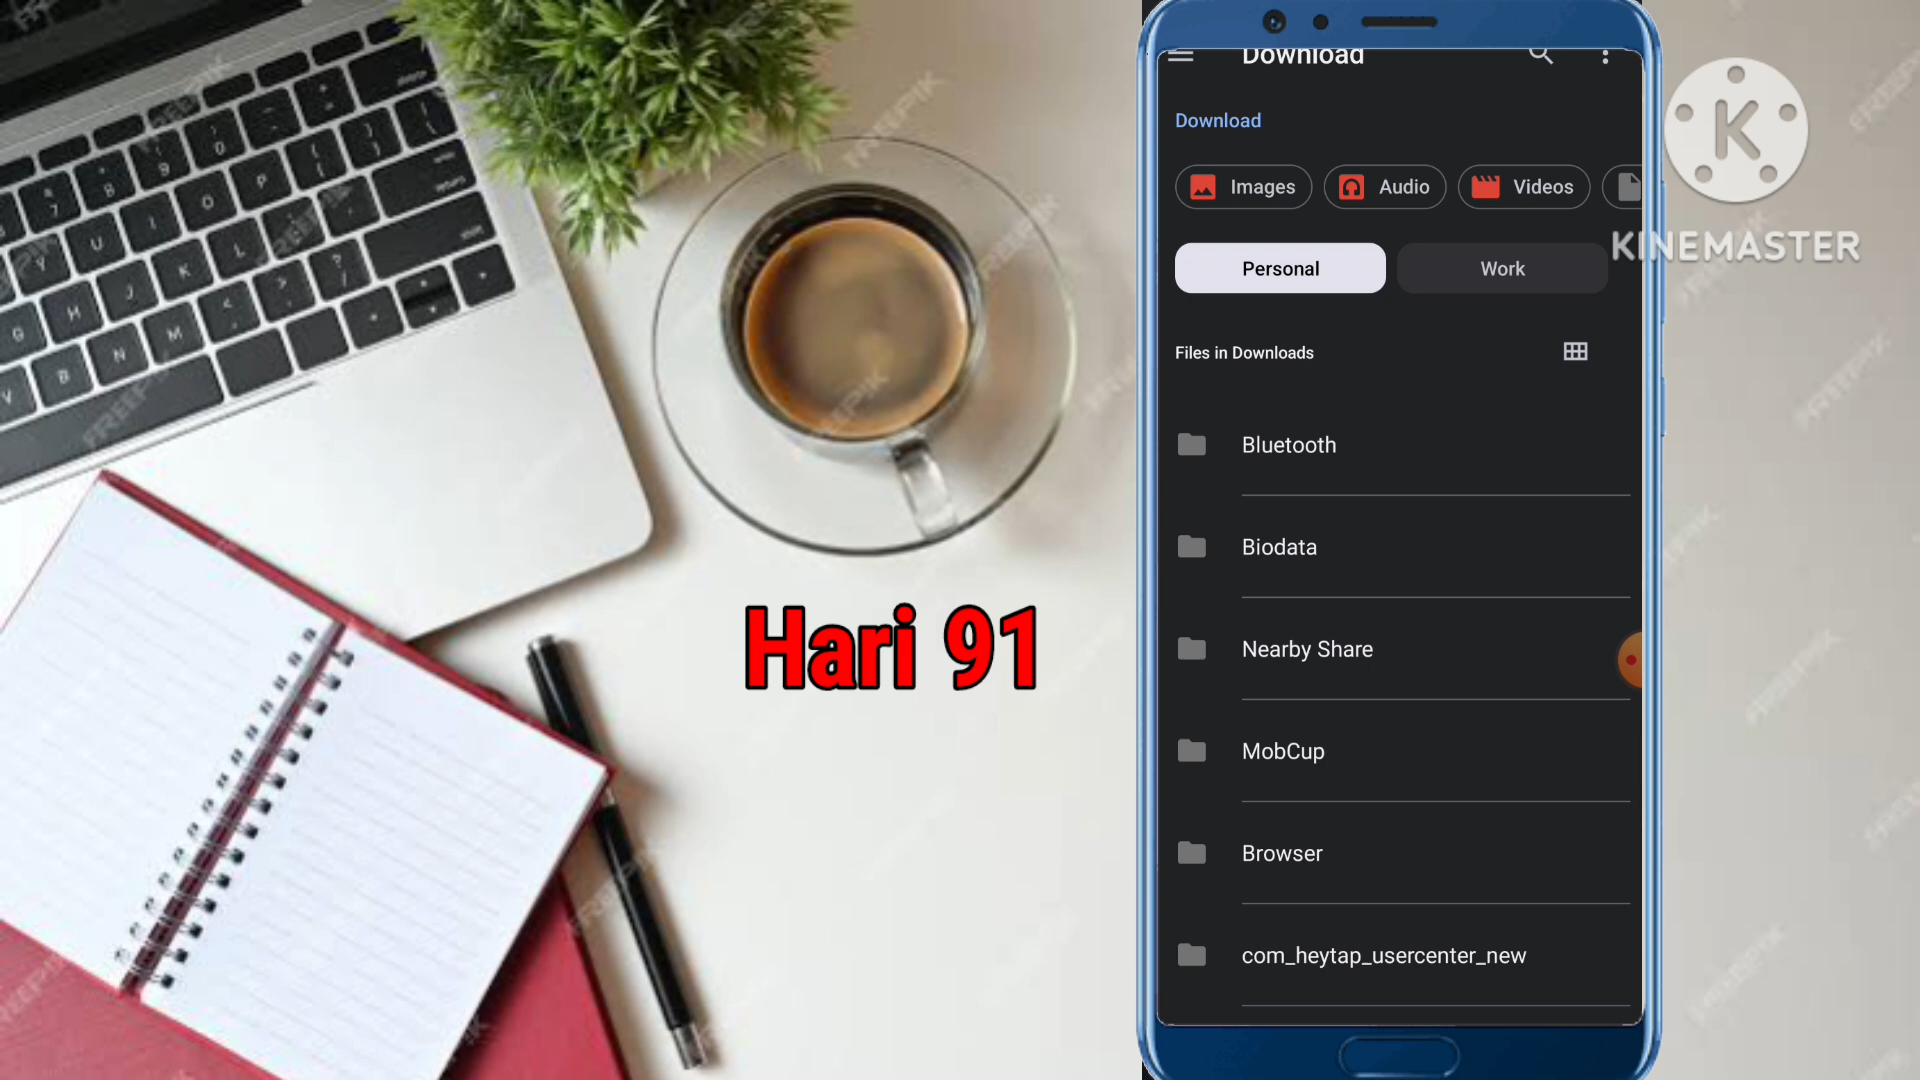 Hari 91
Download
Download
Images
Audio
Videos
Personal
Work
Files in Downloads
Bluetooth
Biodata
Nearby Share
MobCup
Browser
com_heytap_usercenter_new
K
KINEMASTER
FREEPIK